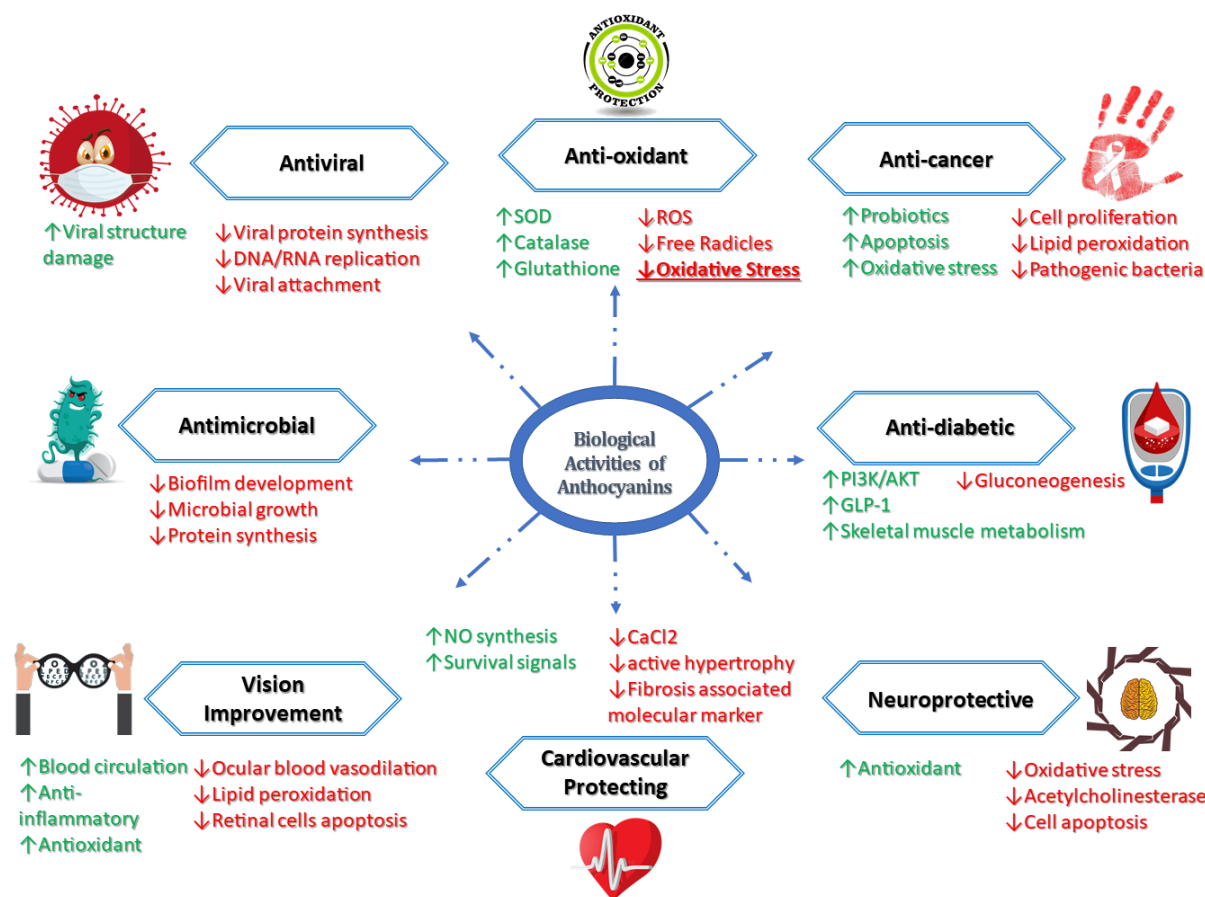 ANTIOXIDANT
PROTECTION
Antiviral
↑Viral structure
damage
↓Viral protein synthesis
↓DNA/RNA replication
↓Viral attachment
Anti-oxidant
↑SOD
↑Catalase
↑Glutathione
↓ROS
↓Free Radicles
↓Oxidative Stress
Anti-cancer
↑Probiotics
↑Apoptosis
↑Oxidative stress
↓Cell proliferation
↓Lipid peroxidation
↓Pathogenic bacteria
Antimicrobial
↓Biofilm development
↓Microbial growth
↓Protein synthesis
Biological
Activities of
Anthocyanins
Anti-diabetic
↑PI3K/AKT
↑GLP-1
↑Skeletal muscle metabolism
↓Gluconeogenesis
Vision
Improvement
↑Blood circulation
↑Anti-
inflammatory
↑Antioxidant
↓Ocular blood vasodilation
↓Lipid peroxidation
↓Retinal cells apoptosis
↑NO synthesis
↑Survival signals
↓CaCl2
↓active hypertrophy
↓Fibrosis associated
molecular marker
Cardiovascular
Protecting
Neuroprotective
↑Antioxidant
↓Oxidative stress
↓Acetylcholinesterase
↓Cell apoptosis